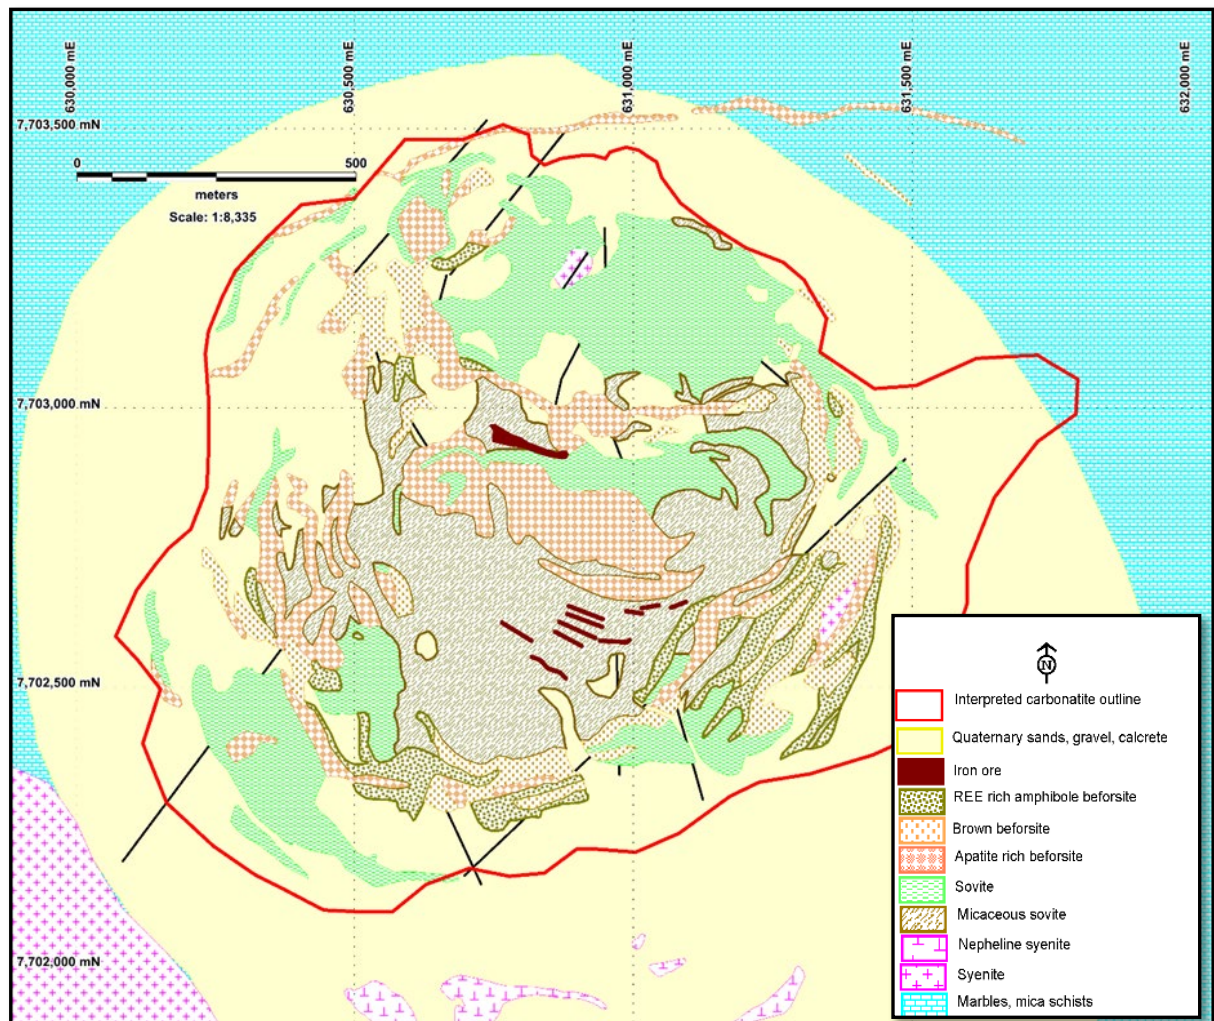 630,000 mE
630,500 mE
631,000 mE
631,500 mE
632,000 mE
7,703,500 mN
0 500
meters
Scale: 1:8,335
7,703,000 mN
7,702,500 mN
7,702,000 mN
N
Interpreted carbonatite outline
Quaternary sands, gravel, calcrete
Iron ore
REE rich amphibole beforsite
Brown beforsite
Apatite rich beforsite
Sovite
Micaceous sovite
Nepheline syenite
Syenite
Marbles, mica schists